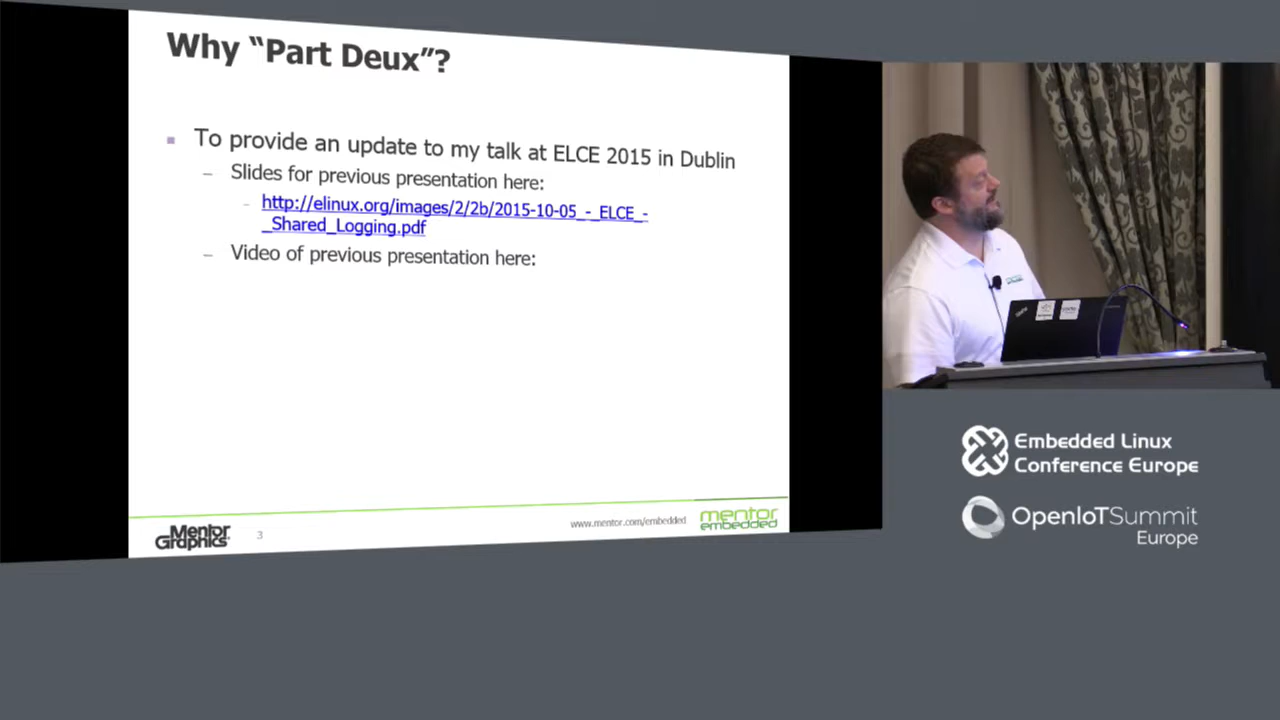 Why “Part Deux”?
To provide an update to my talk at ELCE 2015 in Dublin
– Slides for previous presentation here:
- http://elinux.org/images/2/2b/2015-10-05_-_ELCE_-
_Shared_Logging.pdf
– Video of previous presentation here:
Mentor
Graphics
3
www.mentor.com/embedded
mentor
embedded
Embedded Linux
Conference Europe
OpenIoTSummit
Europe